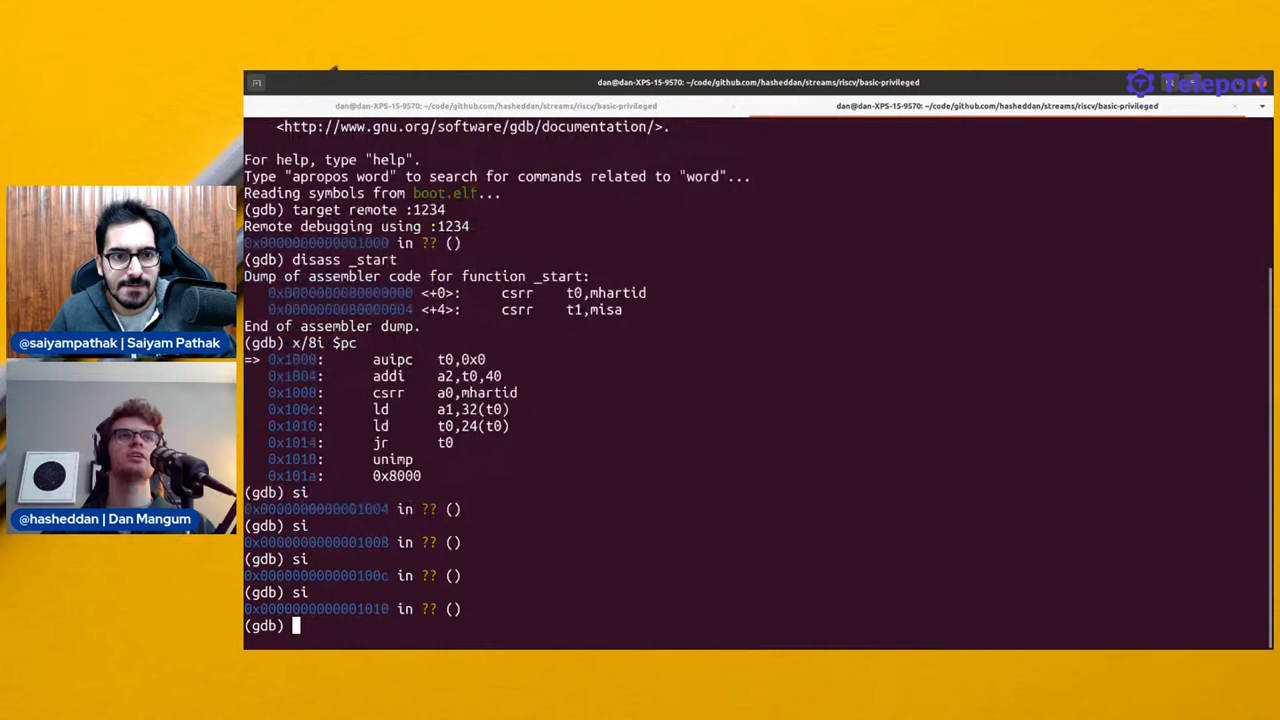 dan@dan-XPS-15-9570: ~/code/github.com/hasheddan/streams/riscv/basic-privileged
Teleport
dan@dan-XPS-15-9570: ~/code/github.com/hasheddan/streams/riscv/basic-privileged
dan@dan-XPS-15-9570: ~/code/github.com/hasheddan/streams/riscv/basic-privileged
<http://www.gnu.org/software/gdb/documentation/>.
For help, type "help".
Type "apropos word" to search for commands related to "word"...
Reading symbols from boot.elf...
(gdb) target remote :1234
Remote debugging using :1234
0x0000000000001000 in ?? ()
(gdb) disass _start
Dump of assembler code for function _start:
0x0000000080000000 <+0>: csrr t0,mhartid
0x0000000080000004 <+4>: csrr t1,misa
End of assembler dump.
(gdb) x/8i $pc
=> 0x1000: auipc t0,0x0
0x1004: addi a2,t0,40
0x1008: csrr a0,mhartid
0x100c: ld a1,32(t0)
0x1010: ld t0,24(t0)
0x1014: jr t0
0x1018: unimp
0x101a: 0x8000
(gdb) si
0x0000000000001004 in ?? ()
(gdb) si
0x0000000000001008 in ?? ()
(gdb) si
0x000000000000100c in ?? ()
(gdb) si
0x0000000000001010 in ?? ()
(gdb)
@saiyampathak | Saiyam Pathak
@hasheddan | Dan Mangum